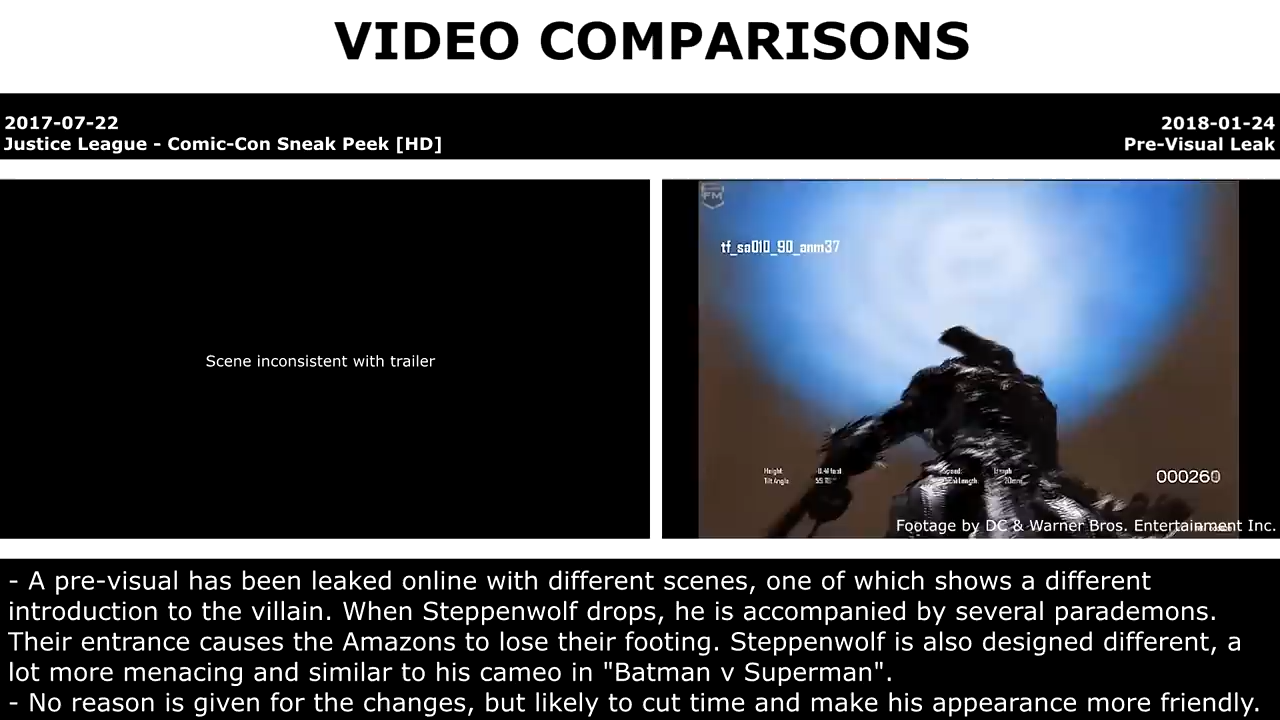 VIDEO COMPARISONS
2017-07-22
Justice League - Comic-Con Sneak Peek [HD]
2018-01-24
Pre-Visual Leak
Scene inconsistent with trailer
FM
tf_sa010_90_anm37
Height
Tilt Angle
000260
Footage by DC & Warner Bros. Entertainment Inc.
- A pre-visual has been leaked online with different scenes, one of which shows a different
introduction to the villain. When Steppenwolf drops, he is accompanied by several parademons.
Their entrance causes the Amazons to lose their footing. Steppenwolf is also designed different, a
lot more menacing and similar to his cameo in "Batman v Superman".
- No reason is given for the changes, but likely to cut time and make his appearance more friendly.